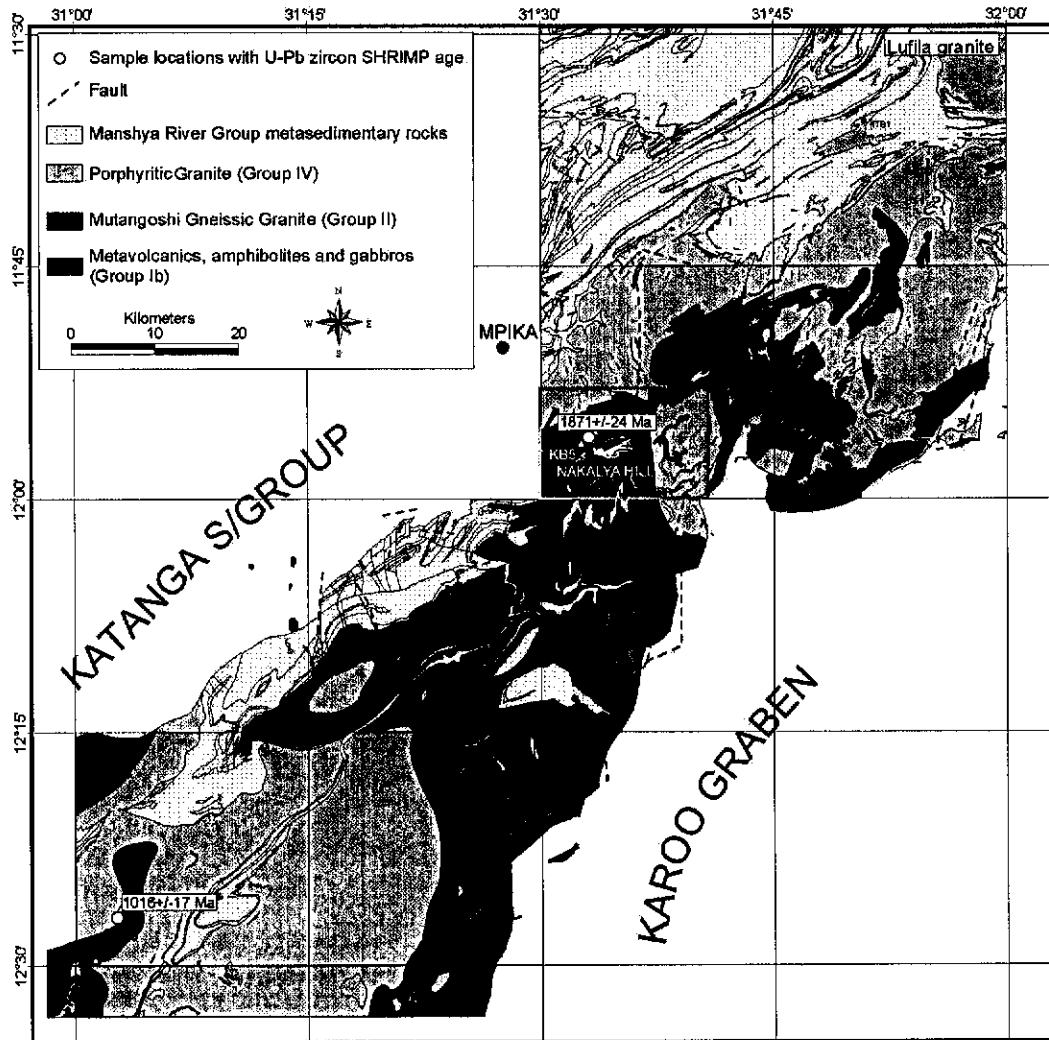 31°00' 31°15' 31°30' 31°45' 32°00'
11°30'
Sample locations with U-Pb zircon SHRIMP age
Fault
Manshya River Group metasedimentary rocks
Porphyritic Granite (Group IV)
Mutangoshi Gneissic Granite (Group II)
Metavolcanics, amphibolites and gabbros
(Group Ib)
Kilometers
0 10 20
N
W E
S
Lufila granite
11°45'
MPIKA
1871+/-24 Ma
NAKALYA HILL
12°00'
KATANGA S/GROUP
12°15'
KAROO GRABEN
1016+/-17 Ma
12°30'